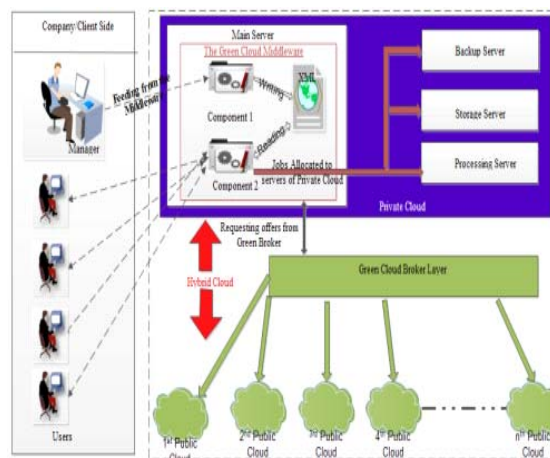 Company/Client Side
Manager
Users
Feeding from the
Middleware
Main Server
The Green Cloud Middleware
Component 1
Writing
XML
Reading
Component 2
Jobs Allocated to
servers of Private Cloud
Backup Server
Storage Server
Processing Server
Private Cloud
Requesting offers from
Green Broker
Hybrid Cloud
Green Cloud Broker Layer
1st Public
Cloud
2nd Public
Cloud
3rd Public
Cloud
4th Public
Cloud
nth Public
Cloud